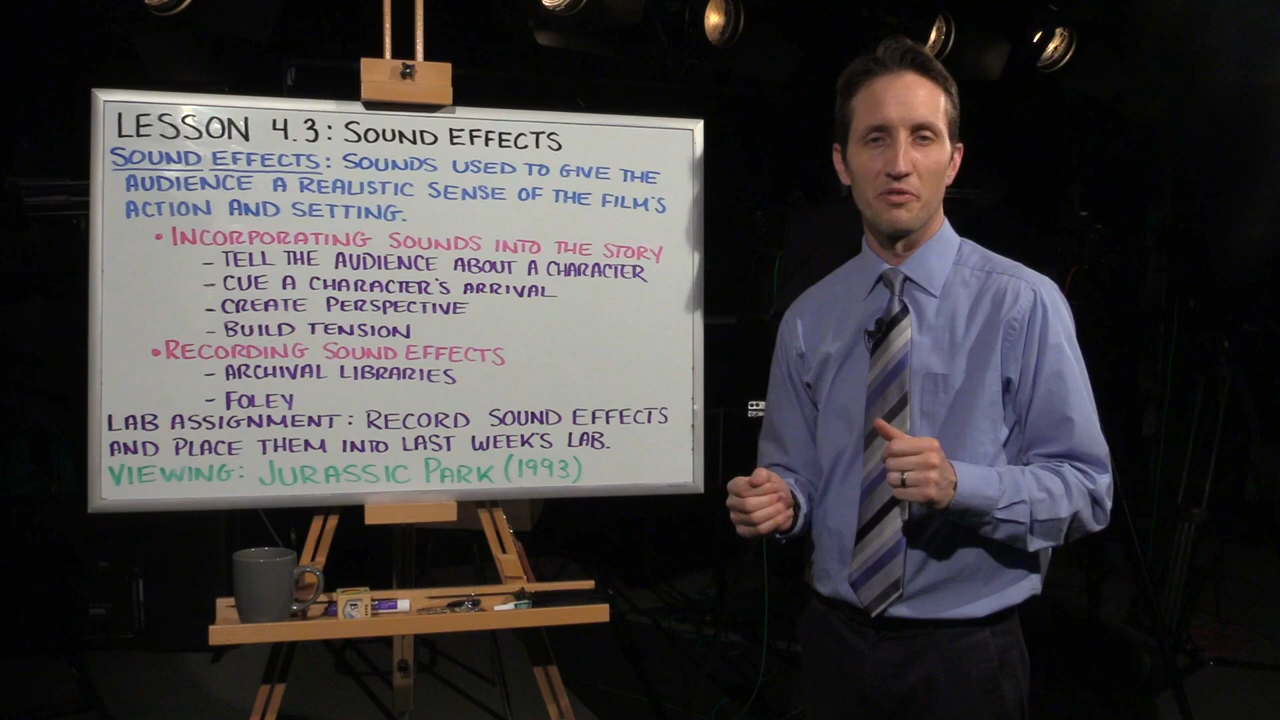 LESSON 4.3: SOUND EFFECTS
SOUND EFFECTS: SOUNDS USED TO GIVE THE
AUDIENCE A REALISTIC SENSE OF THE FILM'S
ACTION AND SETTING.
• INCORPORATING SOUNDS INTO THE STORY
- TELL THE AUDIENCE ABOUT A CHARACTER
- CUE A CHARACTER'S ARRIVAL
- CREATE PERSPECTIVE
- BUILD TENSION
• RECORDING SOUND EFFECTS
- ARCHIVAL LIBRARIES
- FOLEY
LAB ASSIGNMENT: RECORD SOUND EFFECTS
AND PLACE THEM INTO LAST WEEK'S LAB.
VIEWING: JURASSIC PARK (1993)